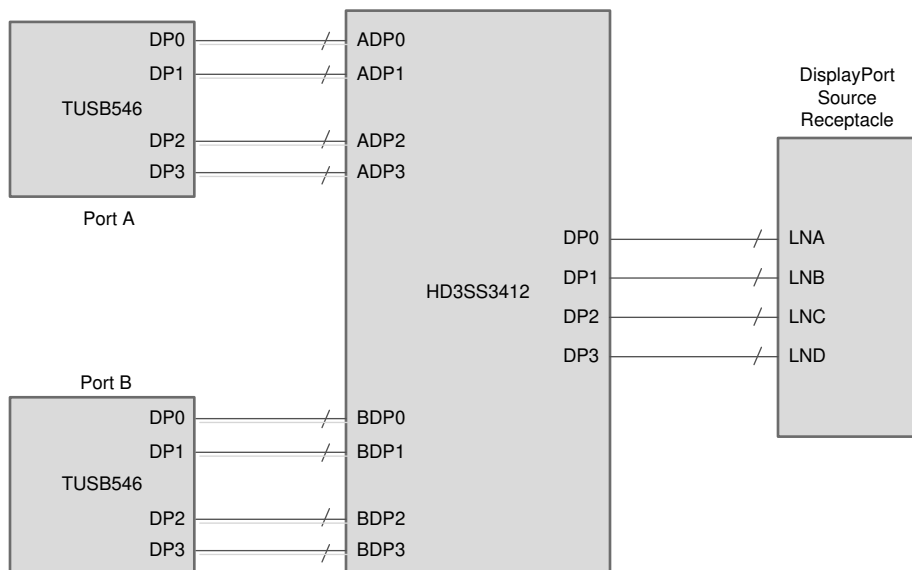 DP0
DP1
TUSB546
DP2
DP3
Port A
ADP0
ADP1
ADP2
ADP3
HD3SS3412
DP0
DP1
DP2
DP3
DisplayPort
Source
Receptacle
LNA
LNB
LNC
LND
Port B
DP0
DP1
TUSB546
DP2
DP3
BDP0
BDP1
BDP2
BDP3